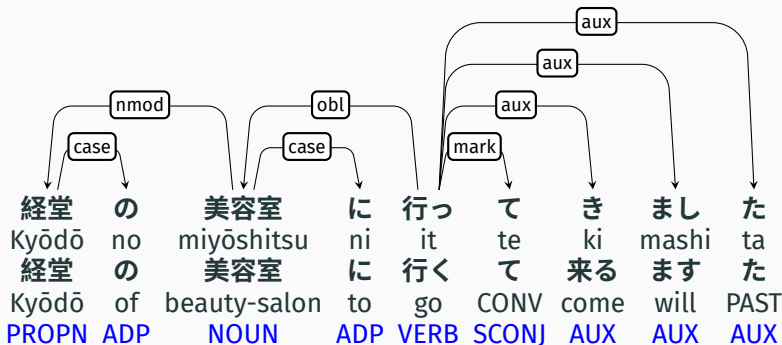 aux
aux
nmod obl aux
case case mark
経堂 の 美容室 に 行っ て き まし た
Kyōdō no miyōshitsu ni it te ki mashi ta
経堂 の 美容室 に 行く て 来る ます た
Kyōdō of beauty-salon to go CONV come will PAST
PROPN ADP NOUN ADP VERB SCONJ AUX AUX AUX